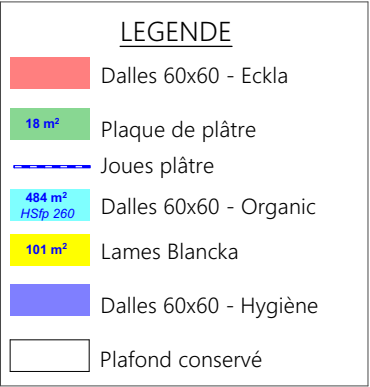 LEGENDE
Dalles 60x60 - Eckla
18 m²
Plaque de plâtre
Joues plâtre
484 m²
HSfp 260
Dalles 60x60 - Organic
101 m²
Lames Blancka
Dalles 60x60 - Hygiène
Plafond conservé